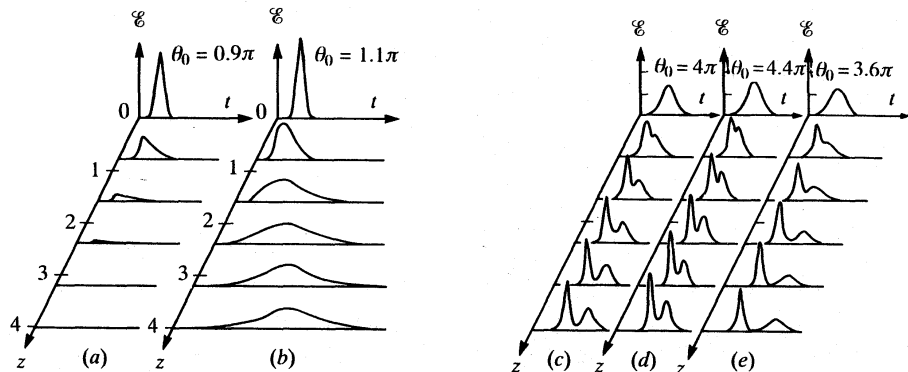 ℰ ℰ ℰ ℰ ℰ
θ₀ = 0.9π θ₀ = 1.1π θ₀ = 4π θ₀ = 4.4π θ₀ = 3.6π
t t t t t
0 0
1 1
2 2
3 3
4 4
z (a) z (b) z (c) z (d) z (e)